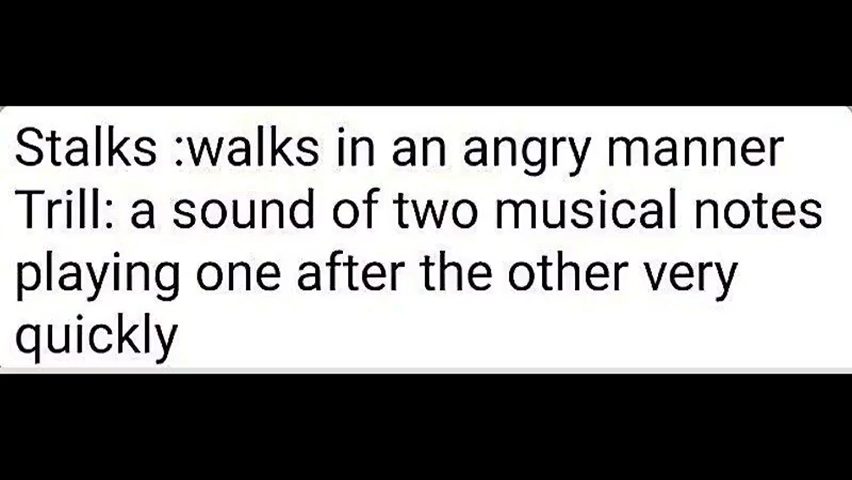 Stalks :walks in an angry manner
Trill: a sound of two musical notes
playing one after the other very
quickly